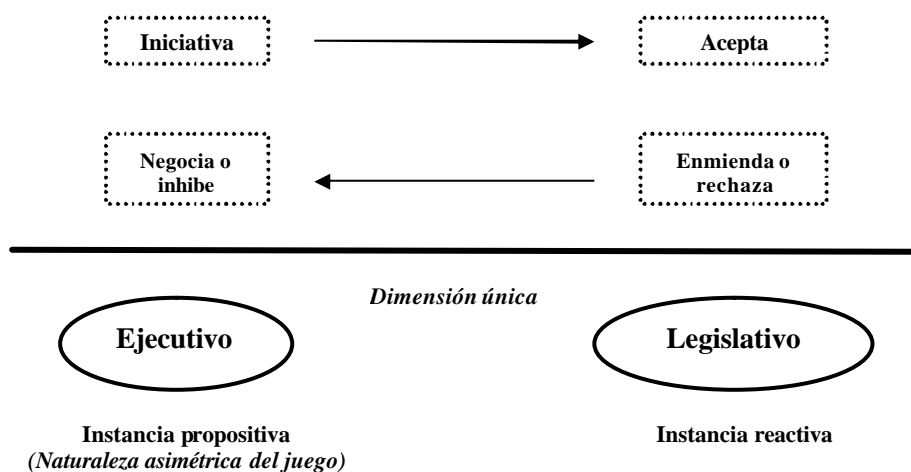 Iniciativa
Acepta
Negocia o
inhibe
Enmienda o
rechaza
Dimensión única
Ejecutivo
Legislativo
Instancia propositiva
(Naturaleza asimétrica del juego)
Instancia reactiva